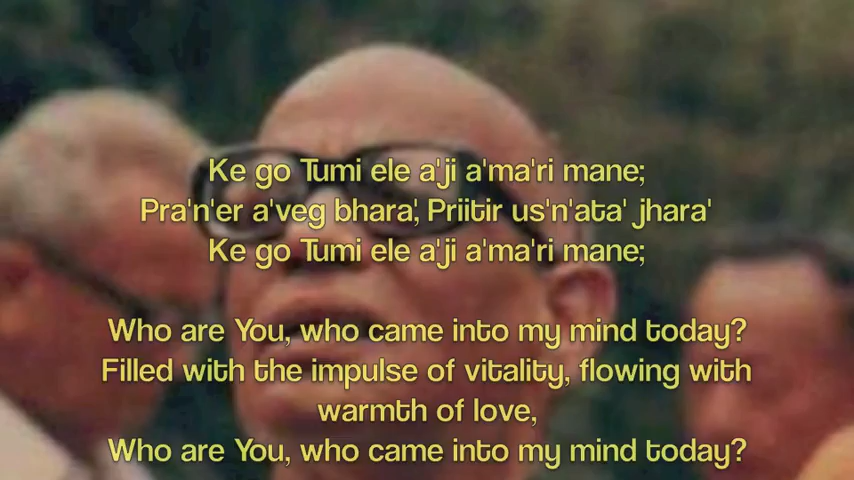 Ke go Tumi ele a'ji a'ma'ri mane;
Pra'n'er a'veg bhara', Priitir us'n'ata' jhara'
Ke go Tumi ele a'ji a'ma'ri mane;
Who are You, who came into my mind today?
Filled with the impulse of vitality, flowing with
warmth of love,
Who are You, who came into my mind today?